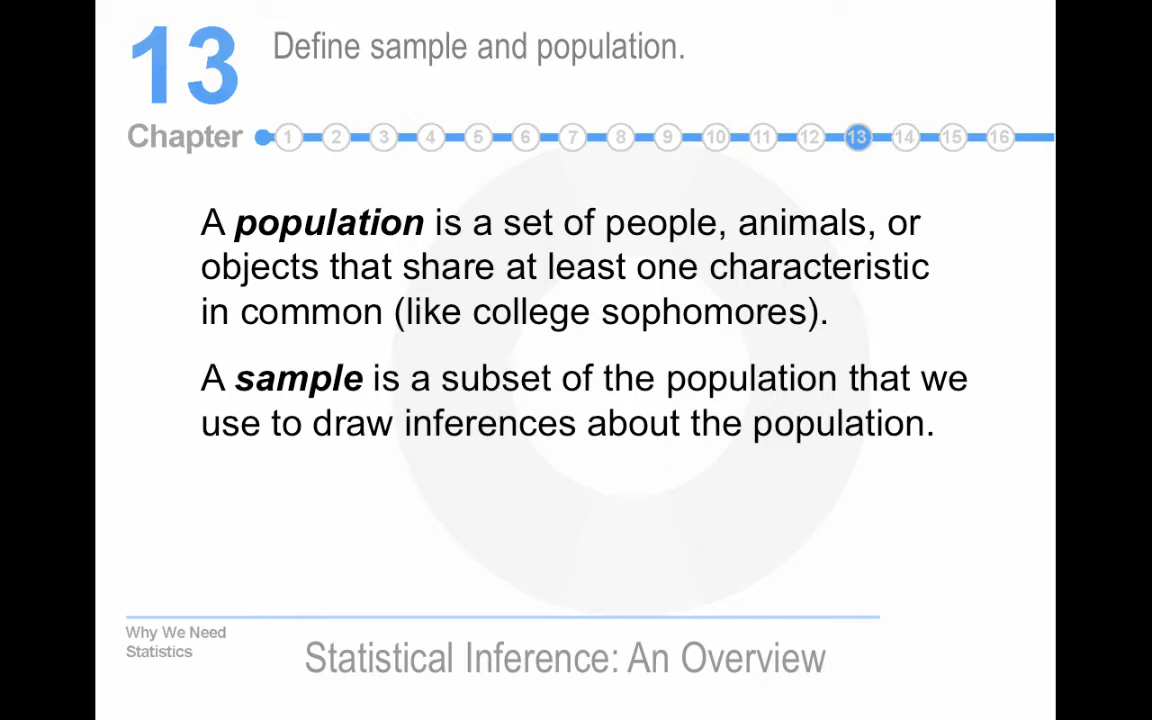 13
Define sample and population.
Chapter
1 2 3 4 5 6 7 8 9 10 11 12 13 14 15 16
A population is a set of people, animals, or
objects that share at least one characteristic
in common (like college sophomores).
A sample is a subset of the population that we
use to draw inferences about the population.
Why We Need
Statistics
Statistical Inference: An Overview